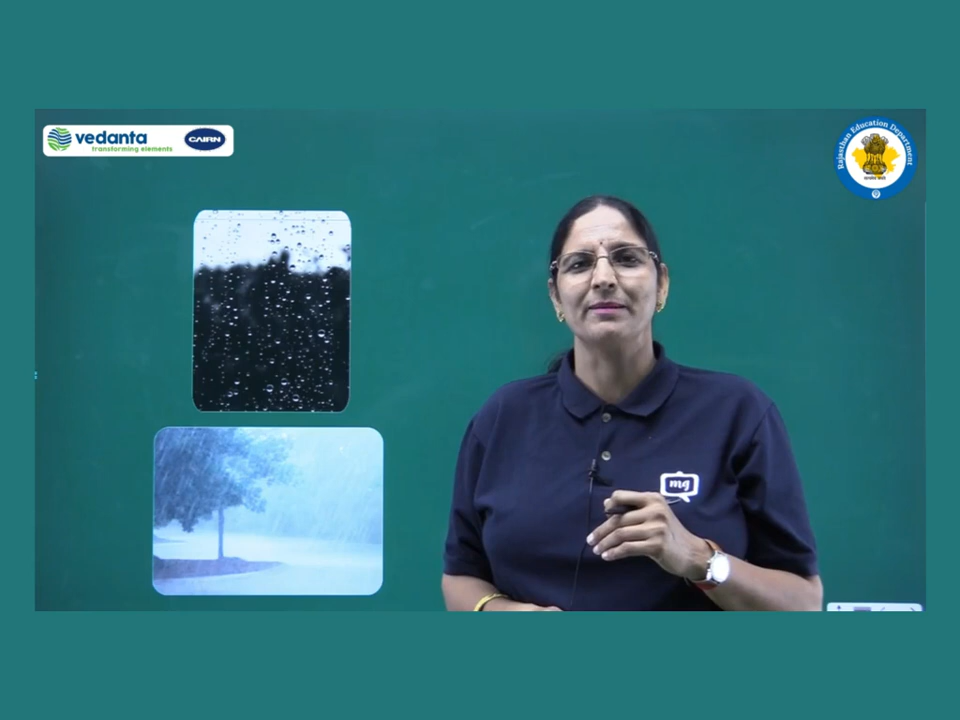 vedanta
transforming elements
CAIRN
Rajasthan Education Department
mg